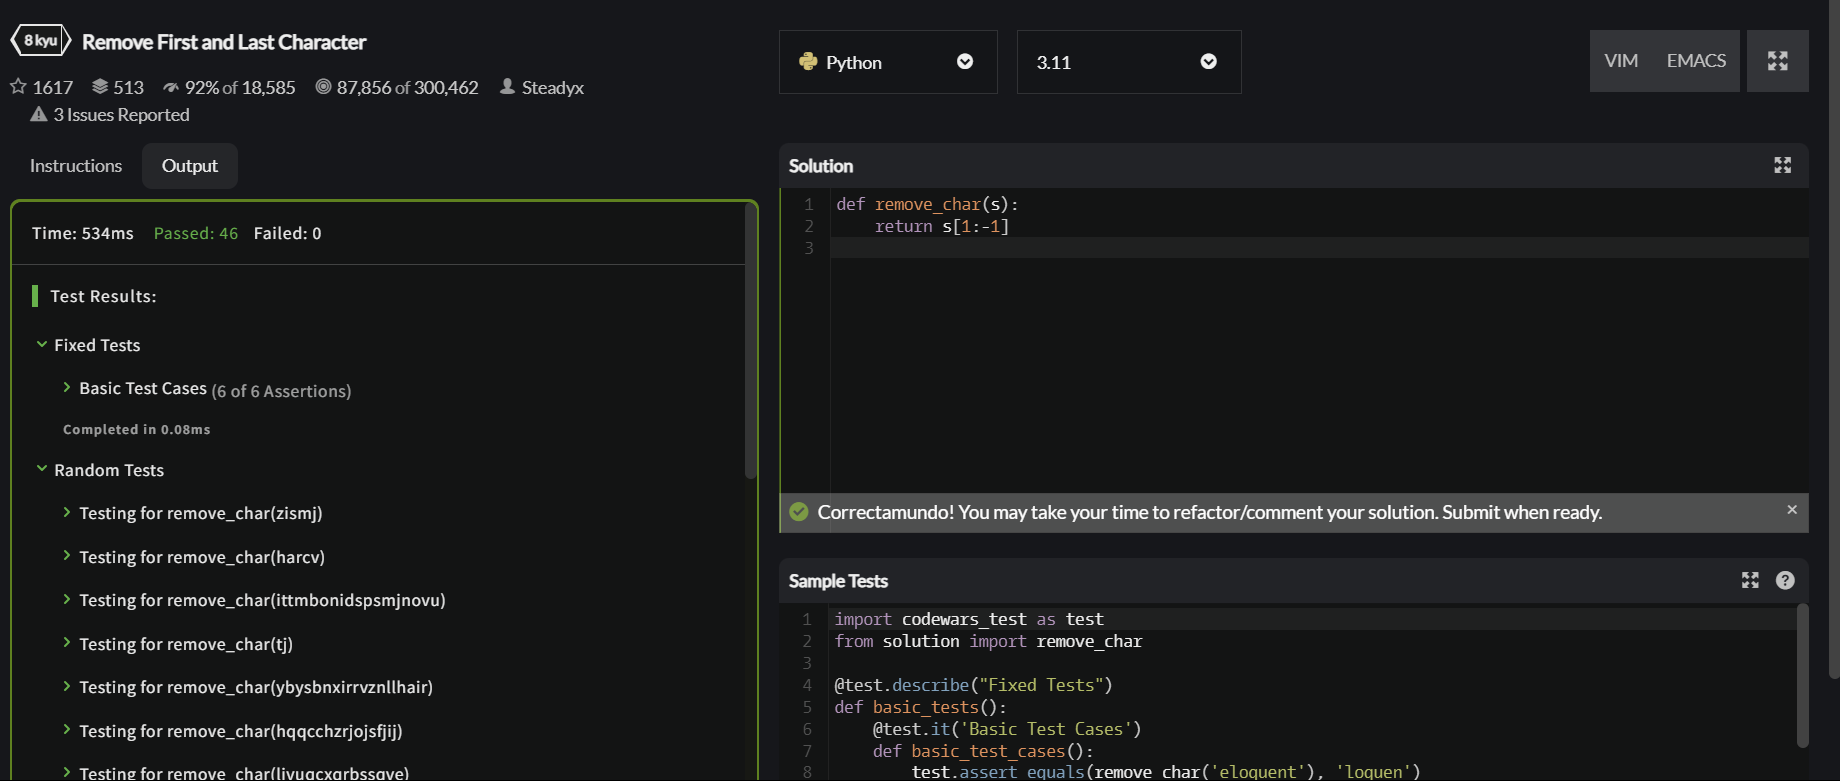 8 kyu Remove First and Last Character
1617 513 92% of 18,585 87,856 of 300,462 Steadyx
3 Issues Reported
Instructions Output
Time: 534ms Passed: 46 Failed: 0
Test Results:
Fixed Tests
Basic Test Cases (6 of 6 Assertions)
Completed in 0.08ms
Random Tests
Testing for remove_char(zismj)
Testing for remove_char(harcv)
Testing for remove_char(ittmbonidspsmjnovu)
Testing for remove_char(tj)
Testing for remove_char(ybysbnxirrvznllhair)
Testing for remove_char(hqqcchzrjojsfjij)
Testing for
Python 3.11 VIM EMACS
Solution
1 def remove_char(s):
2     return s[1:-1]
3
Correctamundo! You may take your time to refactor/comment your solution. Submit when ready. ×
Sample Tests ?
1 import codewars_test as test
2 from solution import remove_char
3
4 @test.describe("Fixed Tests")
5 def basic_tests():
6     @test.it('Basic Test Cases')
7     def basic_test_cases():
8         test.assert_equals(remove_char('eloquent'), 'loquen')